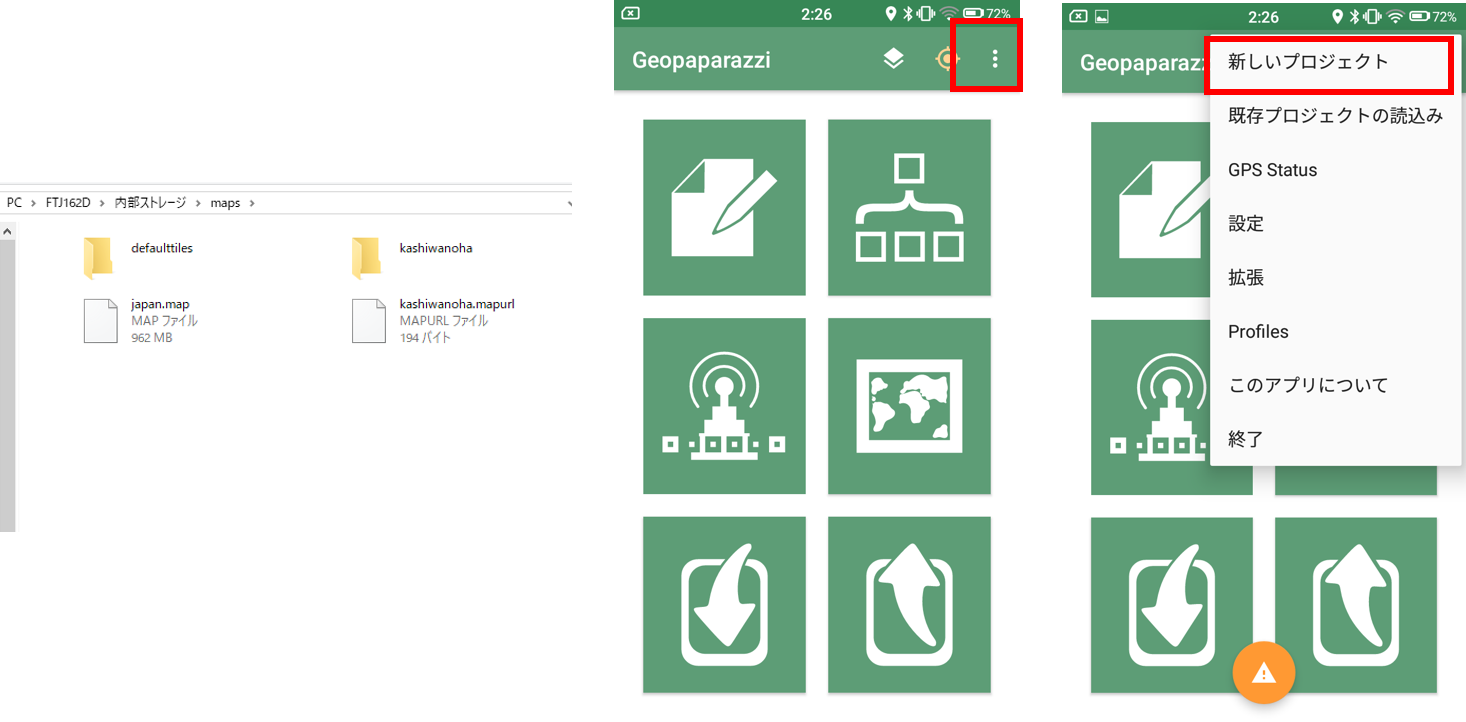 PC > FTJ162D > 内部ストレージ > maps >
defaulttiles
kashiwanoha
japan.map
MAP ファイル
962 MB
kashiwanoha.mapurl
MAPURL ファイル
194 バイト
2:26
72%
Geopaparazzi
2:26
72%
Geopaparaz
新しいプロジェクト
既存プロジェクトの読込み
GPS Status
設定
拡張
Profiles
このアプリについて
終了